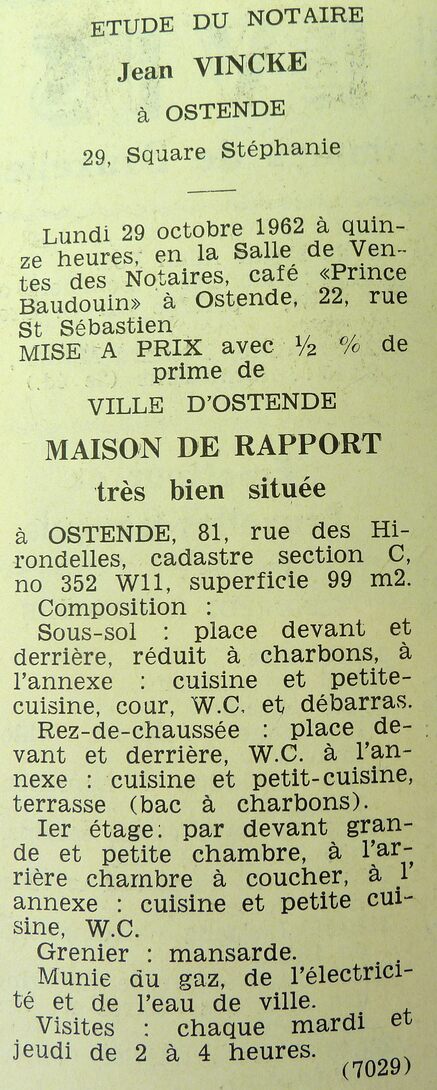 ETUDE DU NOTAIRE
Jean VINCKE
à OSTENDE
29, Square Stéphanie
Lundi 29 octobre 1962 à quin-
ze heures, en la Salle de Ven-
tes des Notaires, café «Prince
Baudouin» à Ostende, 22, rue
St Sébastien
MISE A PRIX avec ½ % de
prime de
VILLE D'OSTENDE
MAISON DE RAPPORT
très bien située
à OSTENDE, 81, rue des Hi-
rondelles, cadastre section C,
no 352 W11, superficie 99 m2.
Composition :
Sous-sol : place devant et
derrière, réduit à charbons, à
l'annexe : cuisine et petite-
cuisine, cour, W.C. et débarras.
Rez-de-chaussée : place de-
vant et derrière, W.C. à l'an-
nexe : cuisine et petit-cuisine,
terrasse (bac à charbons).
Ier étage: par devant gran-
de et petite chambre, à l'ar-
rière chambre à coucher, à l'
annexe : cuisine et petite cui-
sine, W.C.
Grenier : mansarde.
Munie du gaz, de l'électrici-
té et de l'eau de ville.
Visites : chaque mardi et
jeudi de 2 à 4 heures.
(7029)